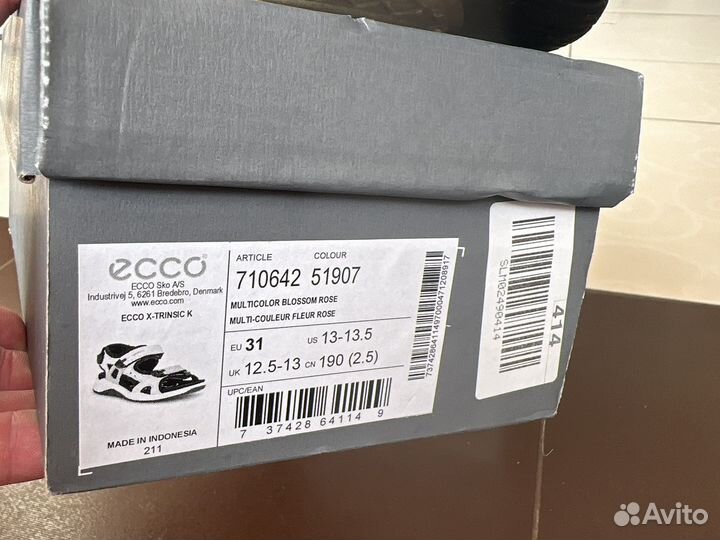 ecco
ECCO Sko A/S
Industrivej 5, 6261 Bredebro, Denmark
www.ecco.com
ECCO X-TRINSIC K
MADE IN INDONESIA
211
ARTICLE COLOUR
710642 51907
MULTICOLOR BLOSSOM ROSE
MULTI-COULEUR FLEUR ROSE
EU 31 US 13-13.5
UK 12.5-13 CN 190 (2.5)
UPC/EAN
7 37428 64114 9
7374286411497000471208917
SLM02490414
414
Avito